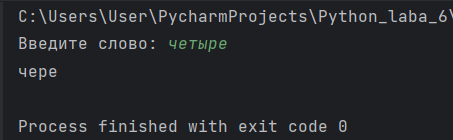 C:\Users\User\PycharmProjects\Python_laba_6\
Введите слово: четыре
чере
Process finished with exit code 0